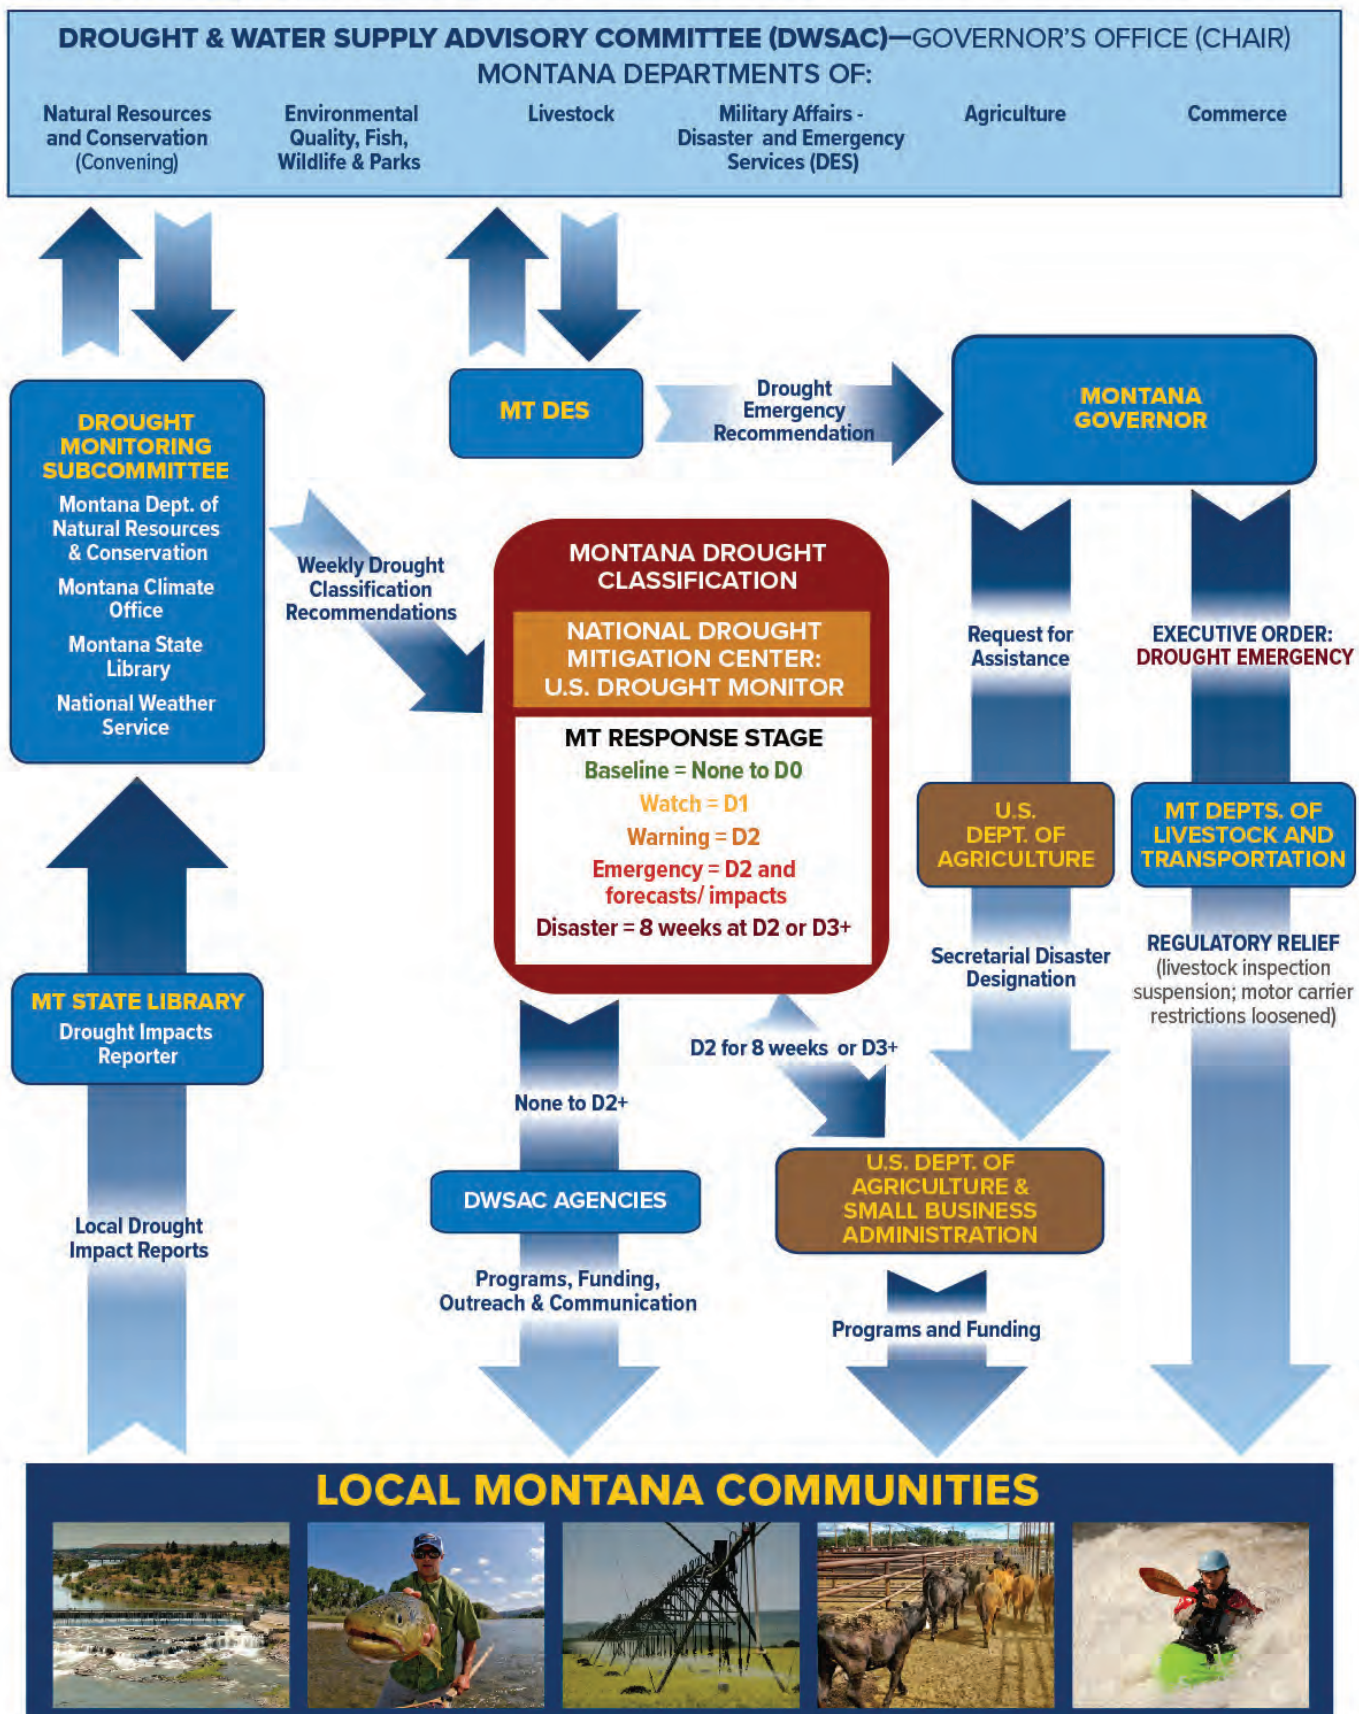 DROUGHT & WATER SUPPLY ADVISORY COMMITTEE (DWSAC)—GOVERNOR'S OFFICE (CHAIR)
MONTANA DEPARTMENTS OF:
Natural Resources
and Conservation
(Convening)
Environmental
Quality, Fish,
Wildlife & Parks
Livestock
Military Affairs -
Disaster and Emergency
Services (DES)
Agriculture
Commerce
DROUGHT
MONITORING
SUBCOMMITTEE
Montana Dept. of
Natural Resources
& Conservation
Montana Climate
Office
Montana State
Library
National Weather
Service
MT DES
Drought
Emergency
Recommendation
MONTANA
GOVERNOR
Weekly Drought
Classification
Recommendations
MONTANA DROUGHT
CLASSIFICATION
NATIONAL DROUGHT
MITIGATION CENTER:
U.S. DROUGHT MONITOR
MT RESPONSE STAGE
Baseline = None to D0
Watch = D1
Warning = D2
Emergency = D2 and
forecasts/ impacts
Disaster = 8 weeks at D2 or D3+
Request for
Assistance
EXECUTIVE ORDER:
DROUGHT EMERGENCY
U.S.
DEPT. OF
AGRICULTURE
MT DEPTS. OF
LIVESTOCK AND
TRANSPORTATION
Secretarial Disaster
Designation
REGULATORY RELIEF
(livestock inspection
suspension; motor carrier
restrictions loosened)
MT STATE LIBRARY
Drought Impacts
Reporter
D2 for 8 weeks or D3+
None to D2+
DWSAC AGENCIES
U.S. DEPT. OF
AGRICULTURE &
SMALL BUSINESS
ADMINISTRATION
Local Drought
Impact Reports
Programs, Funding,
Outreach & Communication
Programs and Funding
LOCAL MONTANA COMMUNITIES